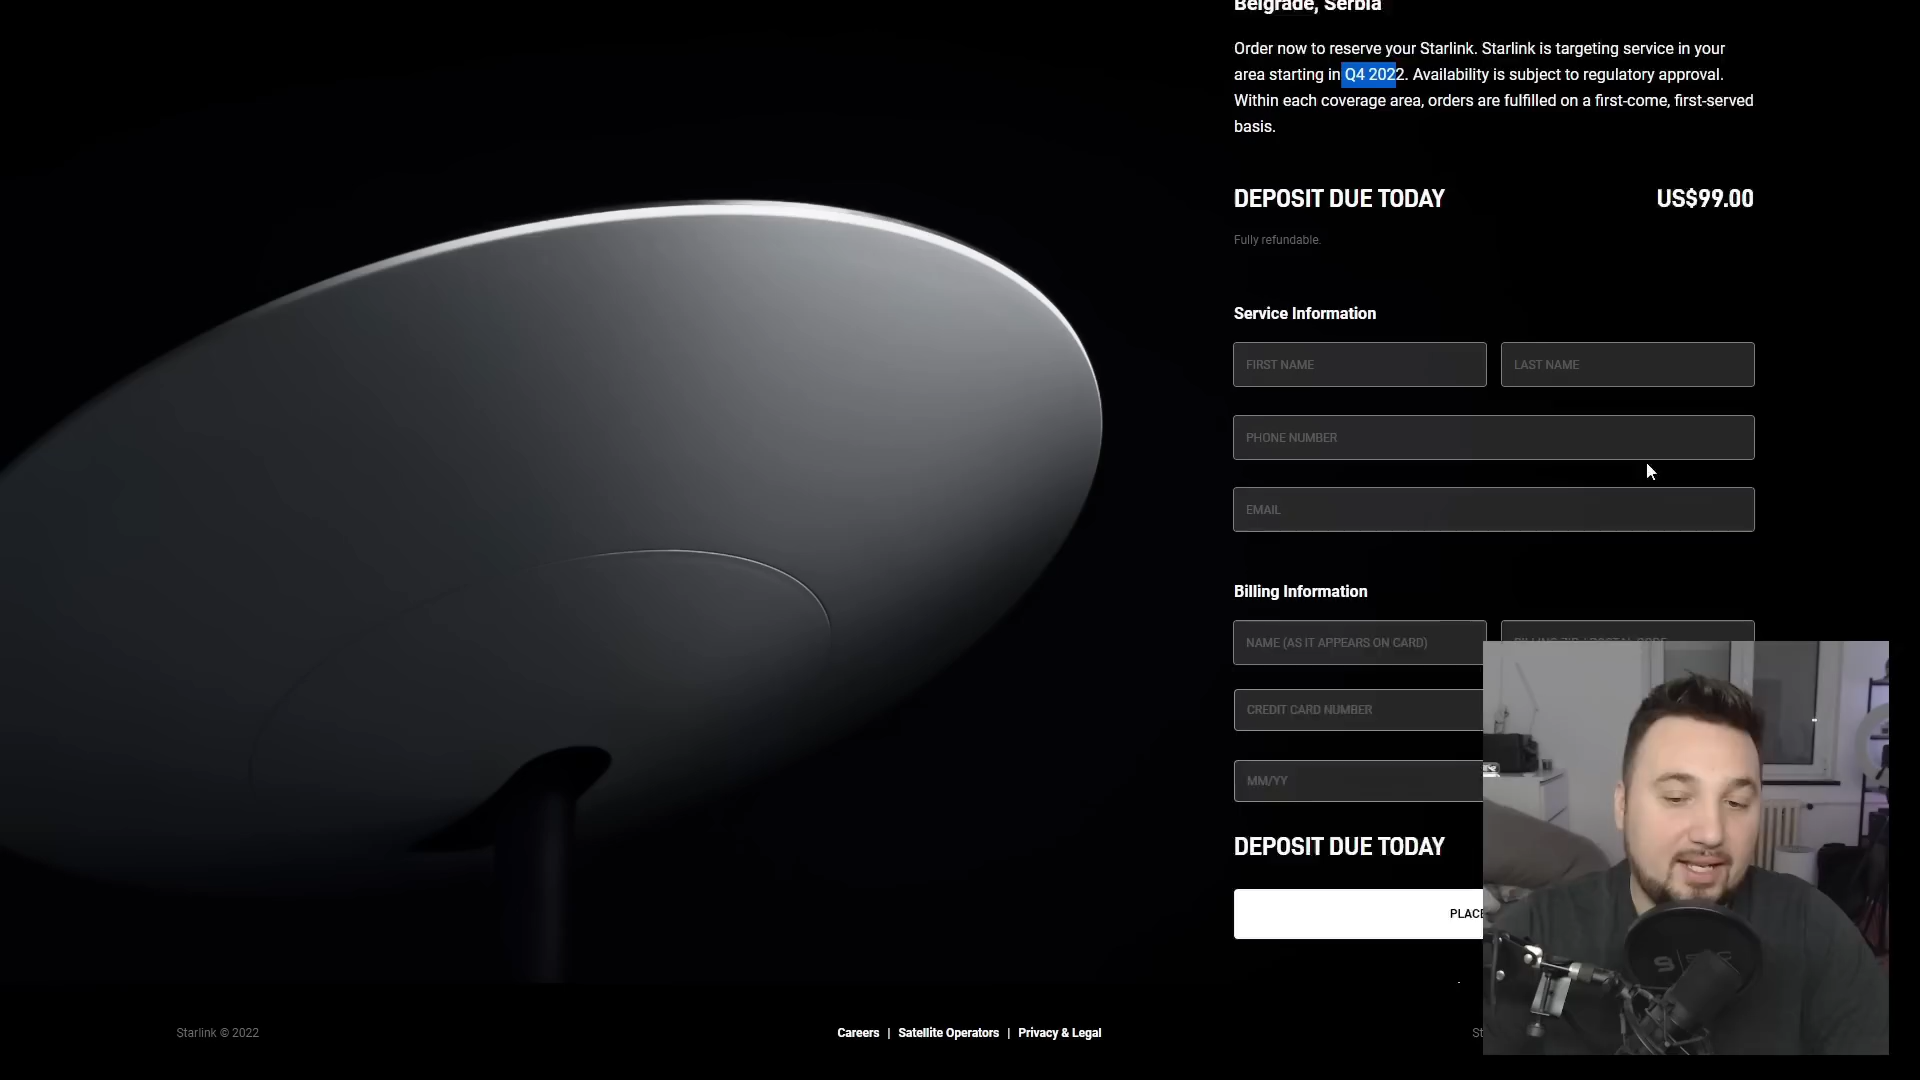 Belgrade, Serbia
Order now to reserve your Starlink. Starlink is targeting service in your
area starting in Q4 2022. Availability is subject to regulatory approval.
Within each coverage area, orders are fulfilled on a first-come, first-served
basis.
DEPOSIT DUE TODAY US$99.00
Fully refundable.
Service Information
FIRST NAME LAST NAME
PHONE NUMBER
EMAIL
Billing Information
NAME (AS IT APPEARS ON CARD) BILLING ZIP / POSTAL CODE
CREDIT CARD NUMBER
MM/YY
DEPOSIT DUE TODAY
PLACE
Starlink © 2022 Careers | Satellite Operators | Privacy & Legal